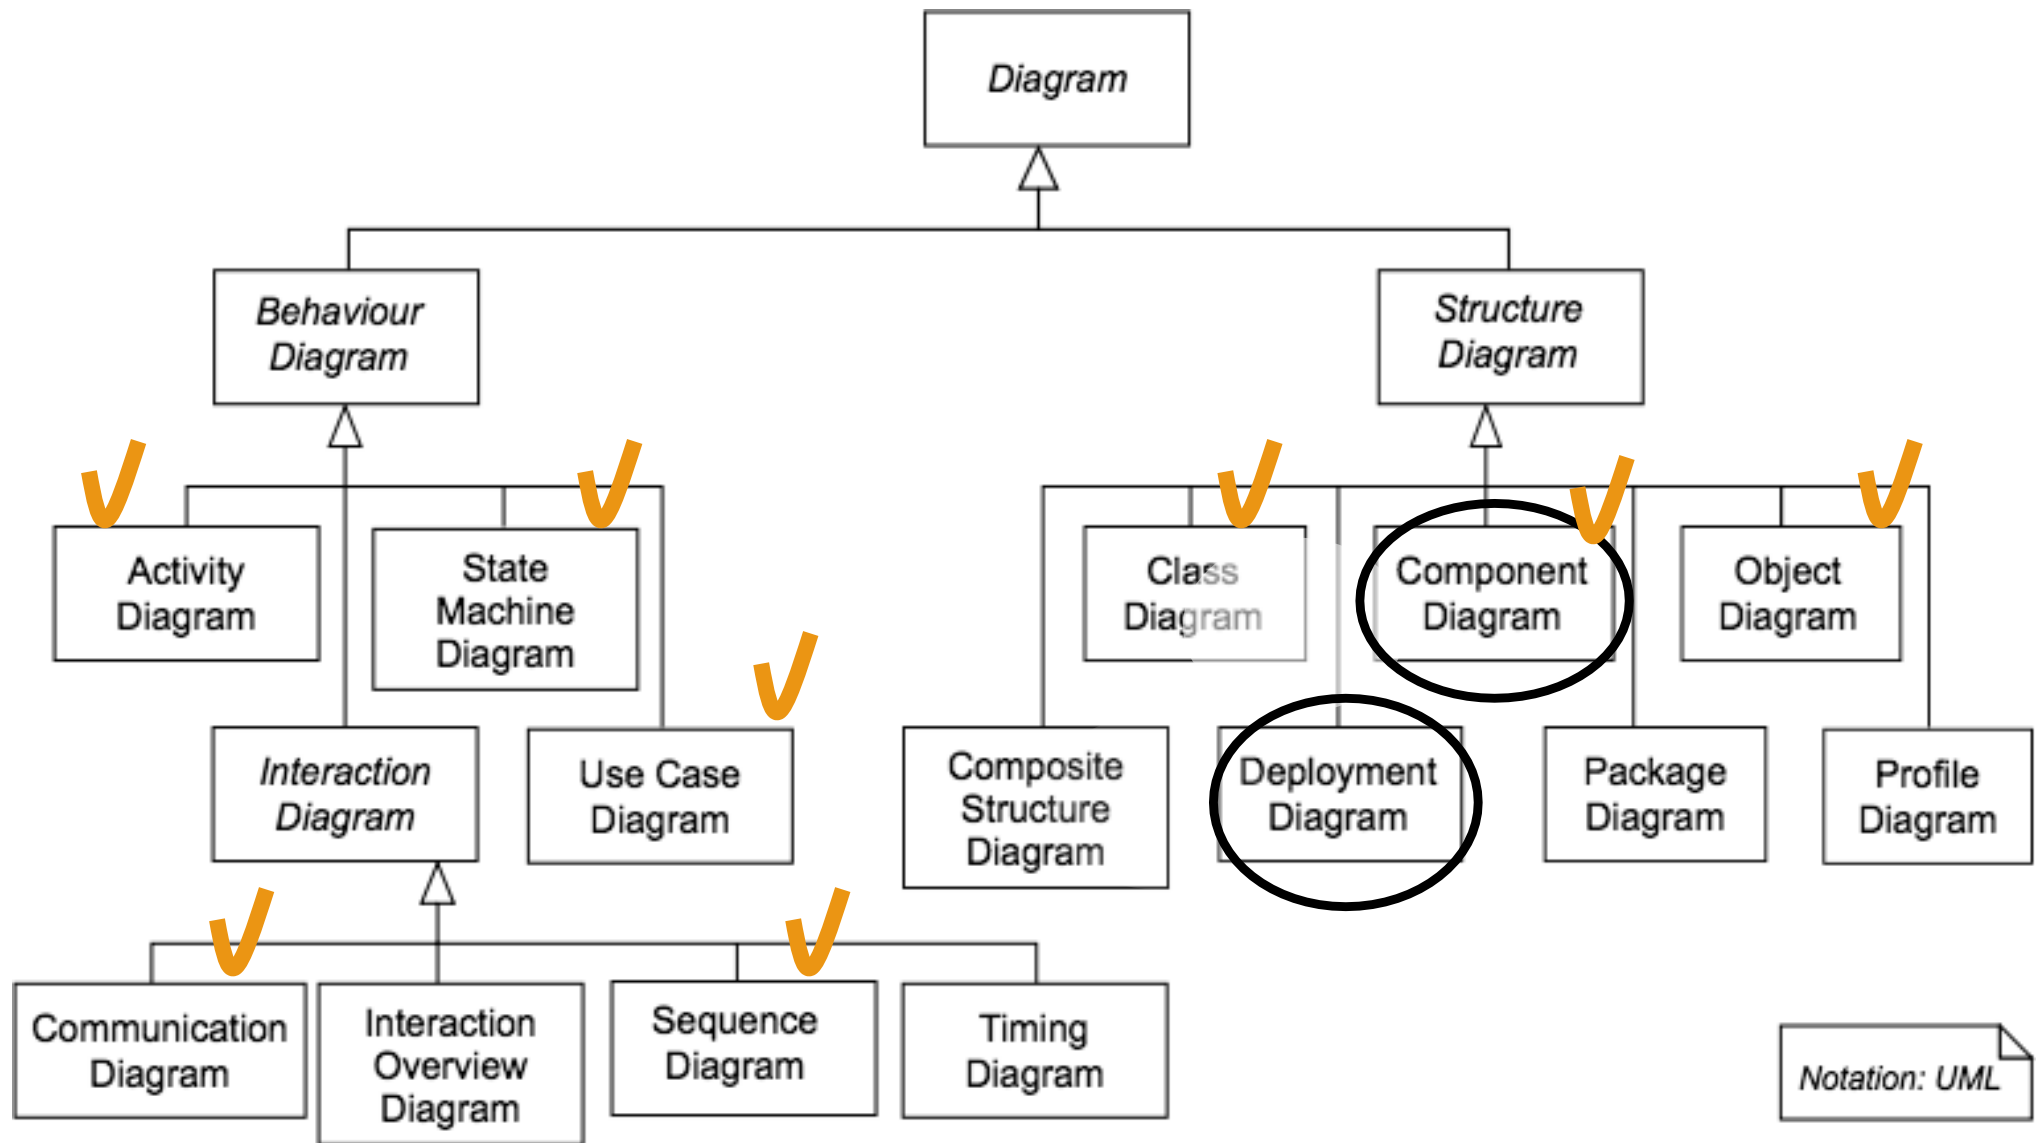 Diagram
Behaviour
Diagram
Structure
Diagram
Activity
Diagram
State
Machine
Diagram
Class
Diagram
Component
Diagram
Object
Diagram
Interaction
Diagram
Use Case
Diagram
Composite
Structure
Diagram
Deployment
Diagram
Package
Diagram
Profile
Diagram
Communication
Diagram
Interaction
Overview
Diagram
Sequence
Diagram
Timing
Diagram
Notation: UML